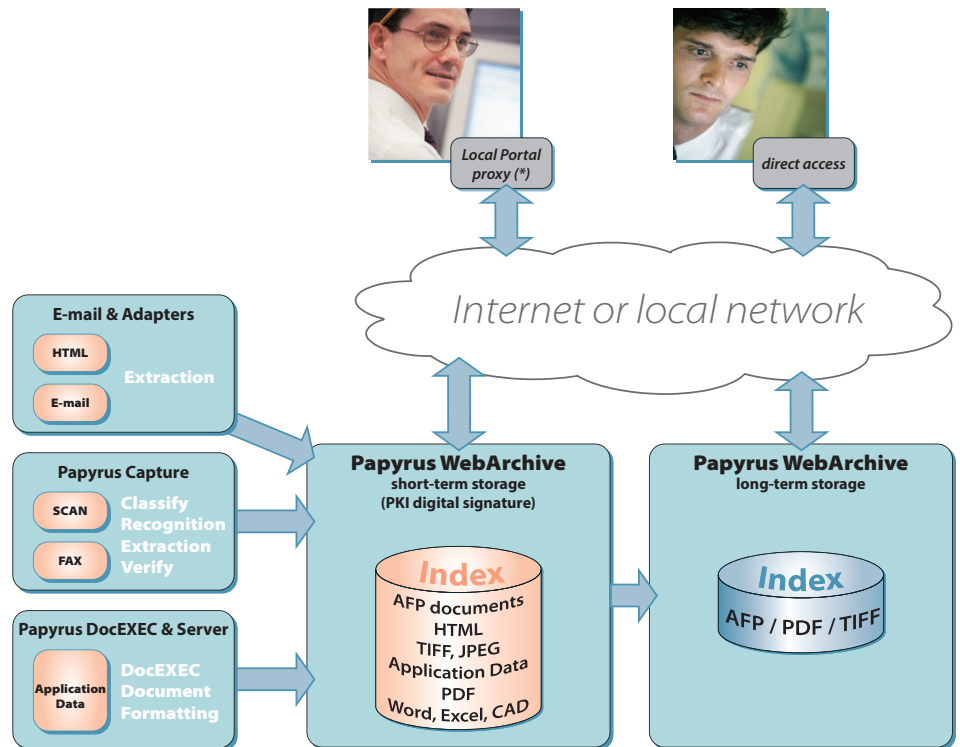 Local Portal
proxy (*)
direct access
Internet or local network
E-mail & Adapters
HTML
E-mail
Extraction
Papyrus Capture
SCAN
FAX
Classify
Recognition
Extraction
Verify
Papyrus DocEXEC & Server
Application
Data
DocEXEC
Document
Formatting
Papyrus WebArchive
short-term storage
(PKI digital signature)
Index
AFP documents
HTML
TIFF, JPEG
Application Data
PDF
Word, Excel, CAD
Papyrus WebArchive
long-term storage
Index
AFP / PDF / TIFF